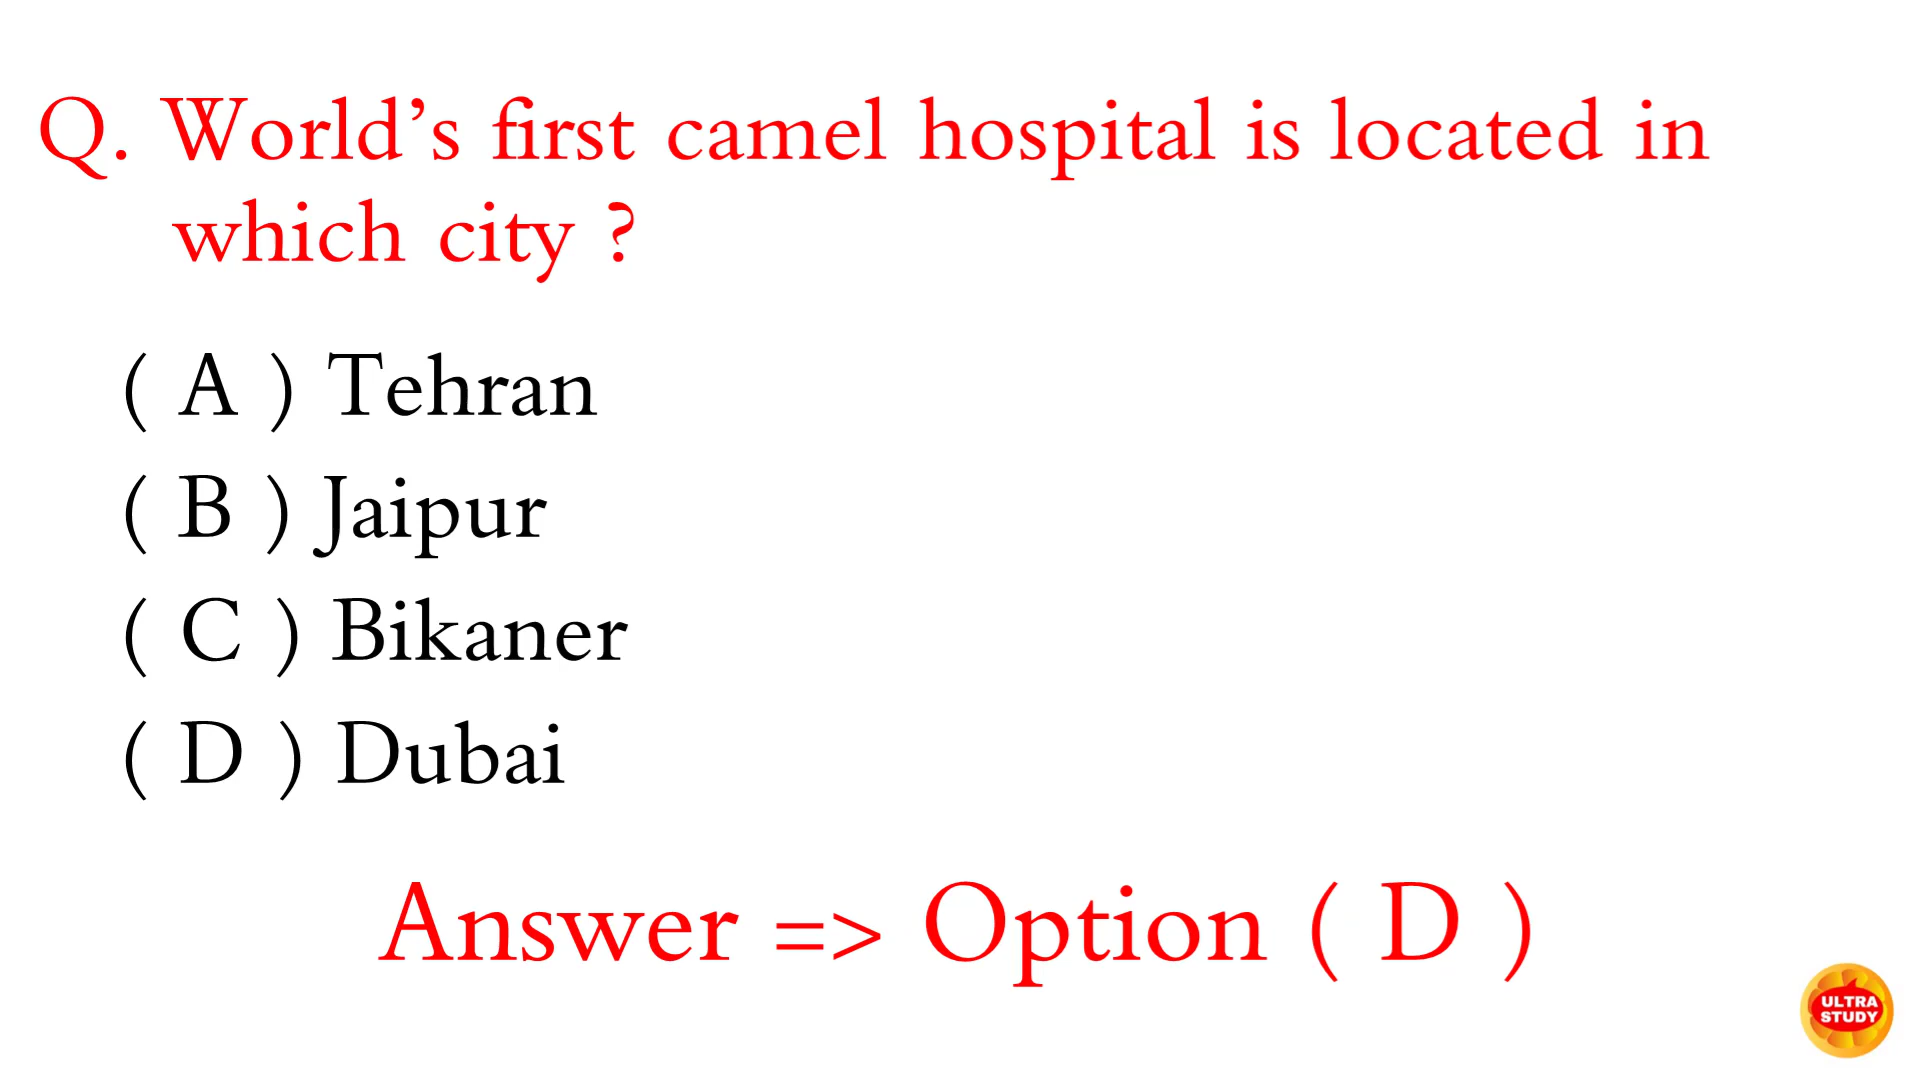 Q. World’s first camel hospital is located in
which city ?
( A ) Tehran
( B ) Jaipur
( C ) Bikaner
( D ) Dubai
Answer => Option ( D )
ULTRA
STUDY